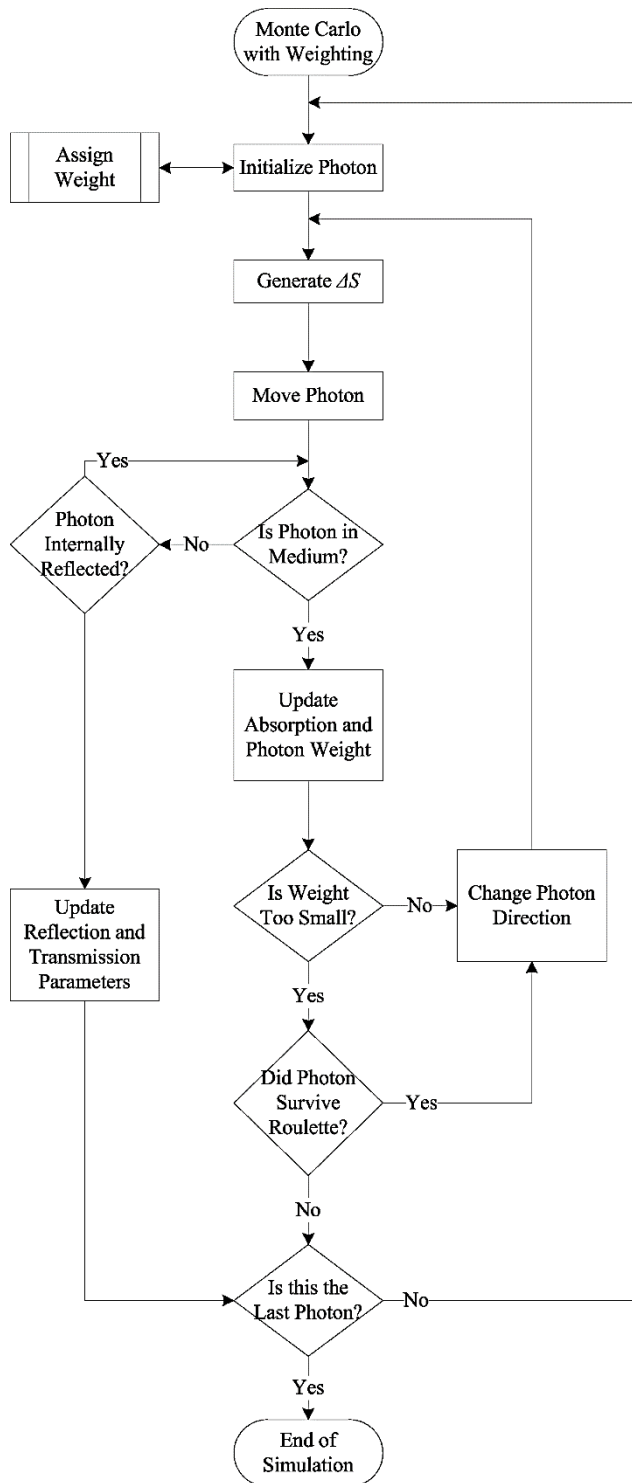 Monte Carlo
with Weighting
Assign
Weight
Initialize Photon
Generate ΔS
Move Photon
Yes
Photon
Internally
Reflected?
No
Is Photon in
Medium?
Yes
Update
Absorption and
Photon Weight
Is Weight
Too Small?
No
Change Photon
Direction
Update
Reflection and
Transmission
Parameters
Yes
Did Photon
Survive
Roulette?
Yes
No
Is this the
Last Photon?
No
Yes
End of
Simulation